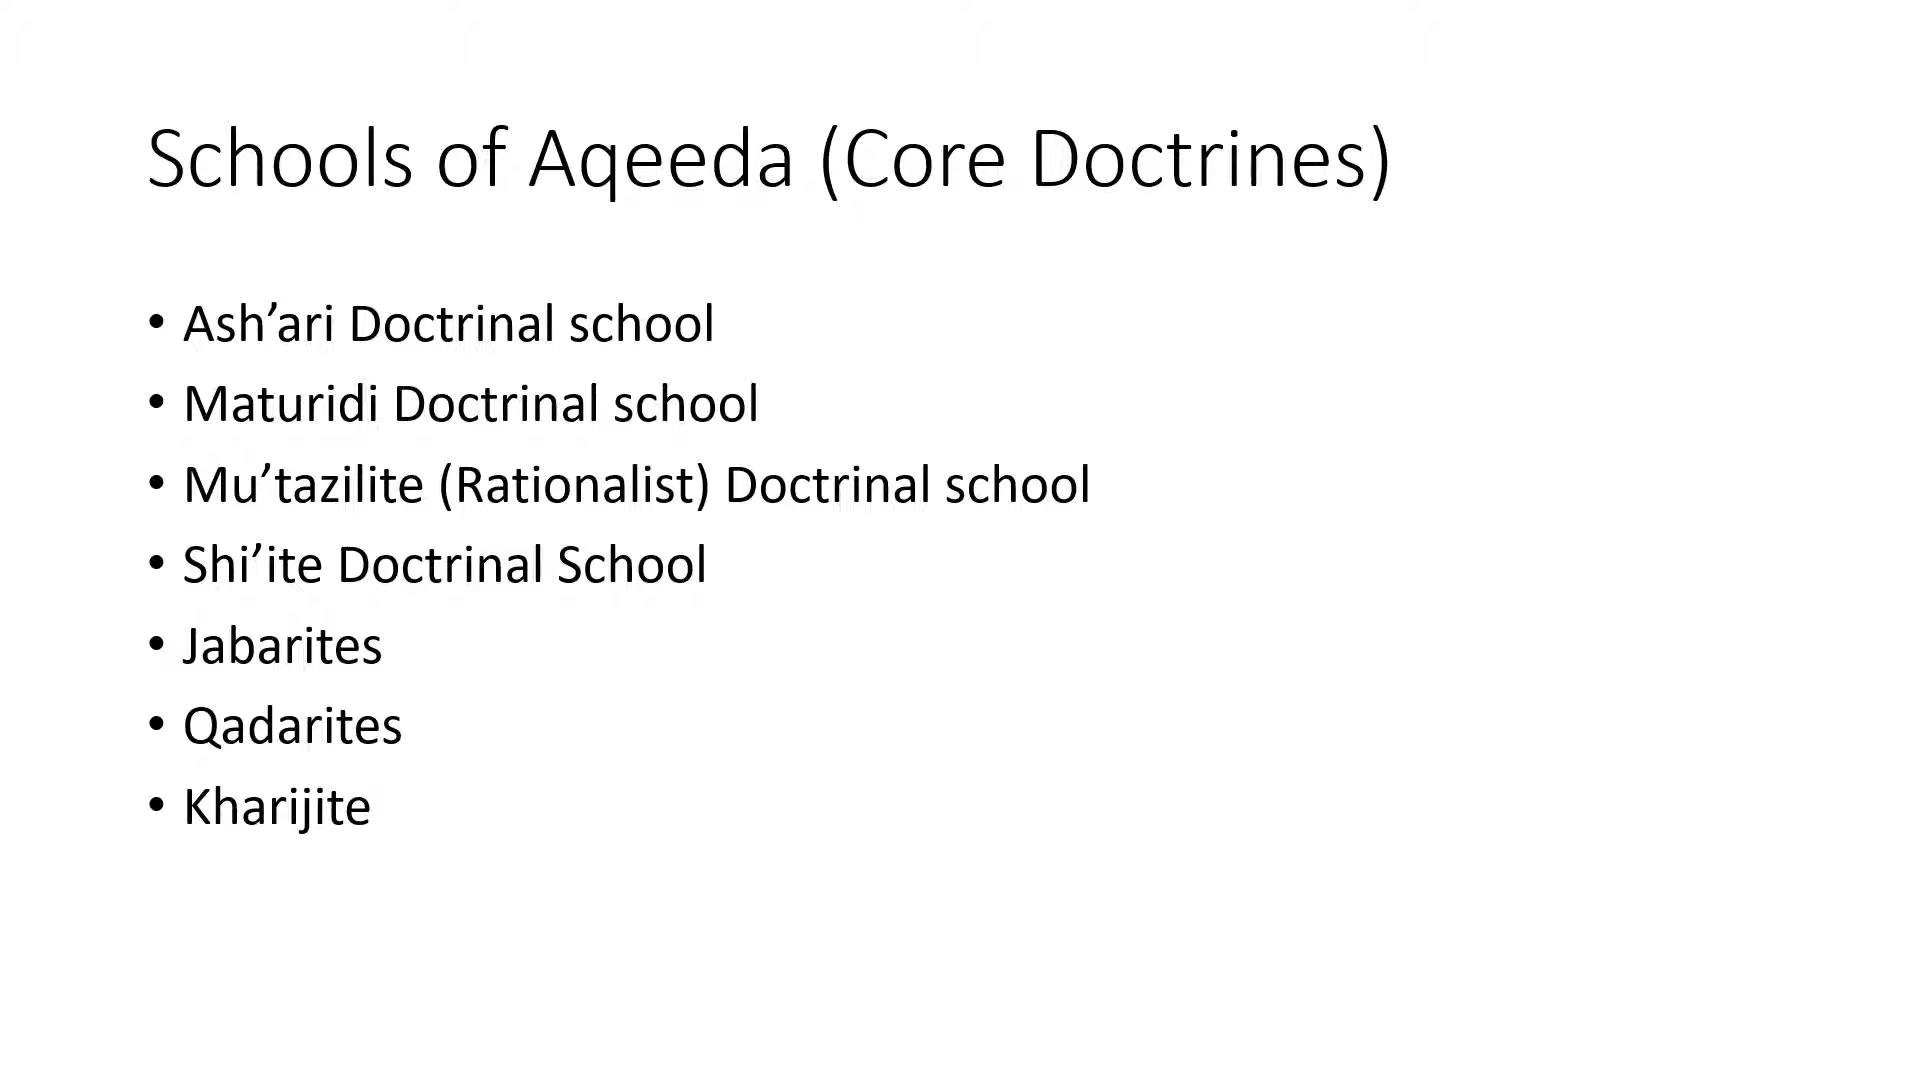 Schools of Aqeeda (Core Doctrines)
• Ash’ari Doctrinal school
• Maturidi Doctrinal school
• Mu’tazilite (Rationalist) Doctrinal school
• Shi’ite Doctrinal School
• Jabarites
• Qadarites
• Kharijite